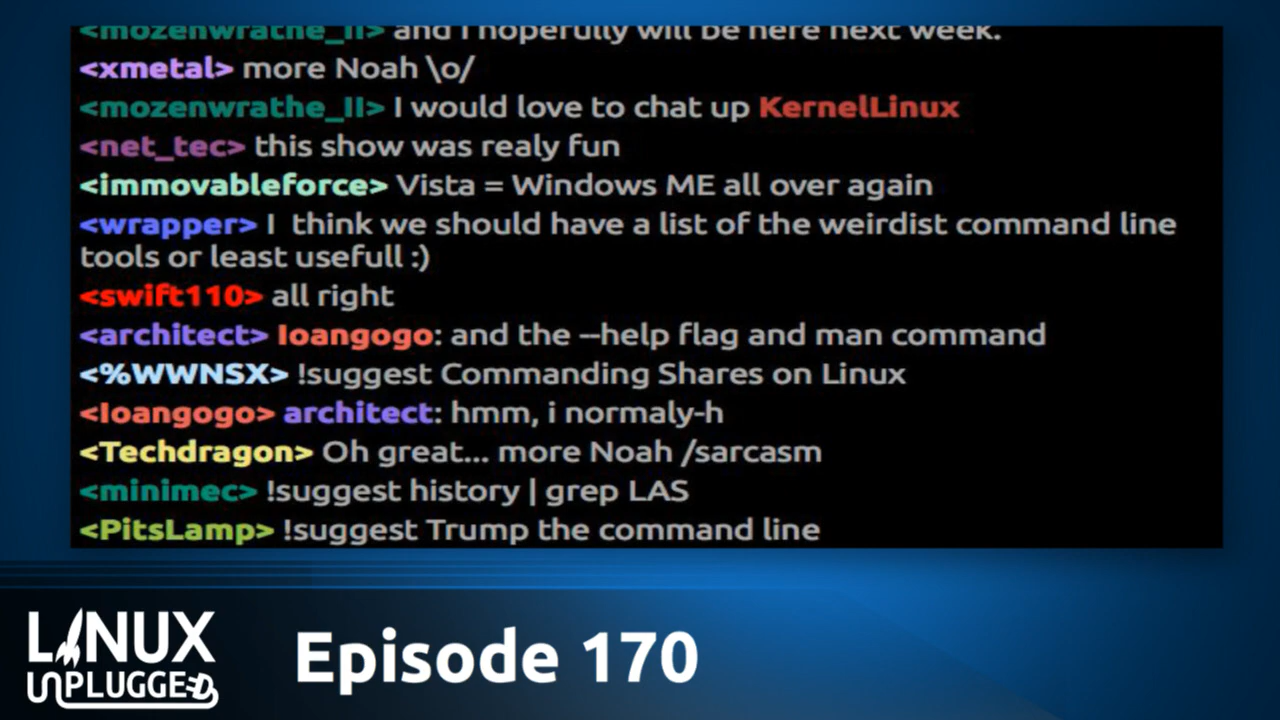 <mozenwrathe_II> and I hopefully will be here next week.
<xmetal> more Noah \o/
<mozenwrathe_II> I would love to chat up KernelLinux
<net_tec> this show was realy fun
<immovableforce> Vista = Windows ME all over again
<wrapper> I  think we should have a list of the weirdist command line
tools or least usefull :)
<swift110> all right
<architect> Ioangogo: and the --help flag and man command
<%WWNSX> !suggest Commanding Shares on Linux
<Ioangogo> architect: hmm, i normaly-h
<Techdragon> Oh great... more Noah /sarcasm
<minimec> !suggest history | grep LAS
<PitsLamp> !suggest Trump the command line
LINUX
UNPLUGGED
Episode 170